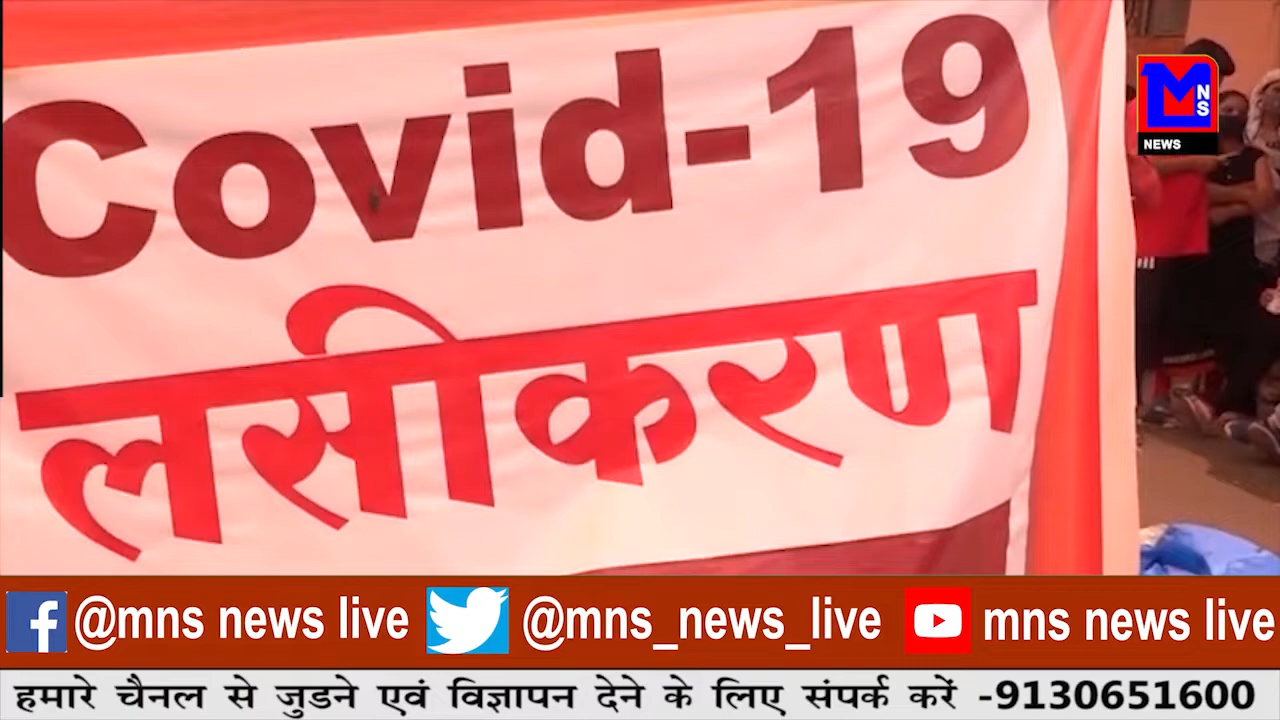 Covid-19
लसीकरण
MNS
NEWS
@mns news live @mns_news_live mns news live
हमारे चैनल से जुडने एवं विज्ञापन देने के लिए संपर्क करें -9130651600